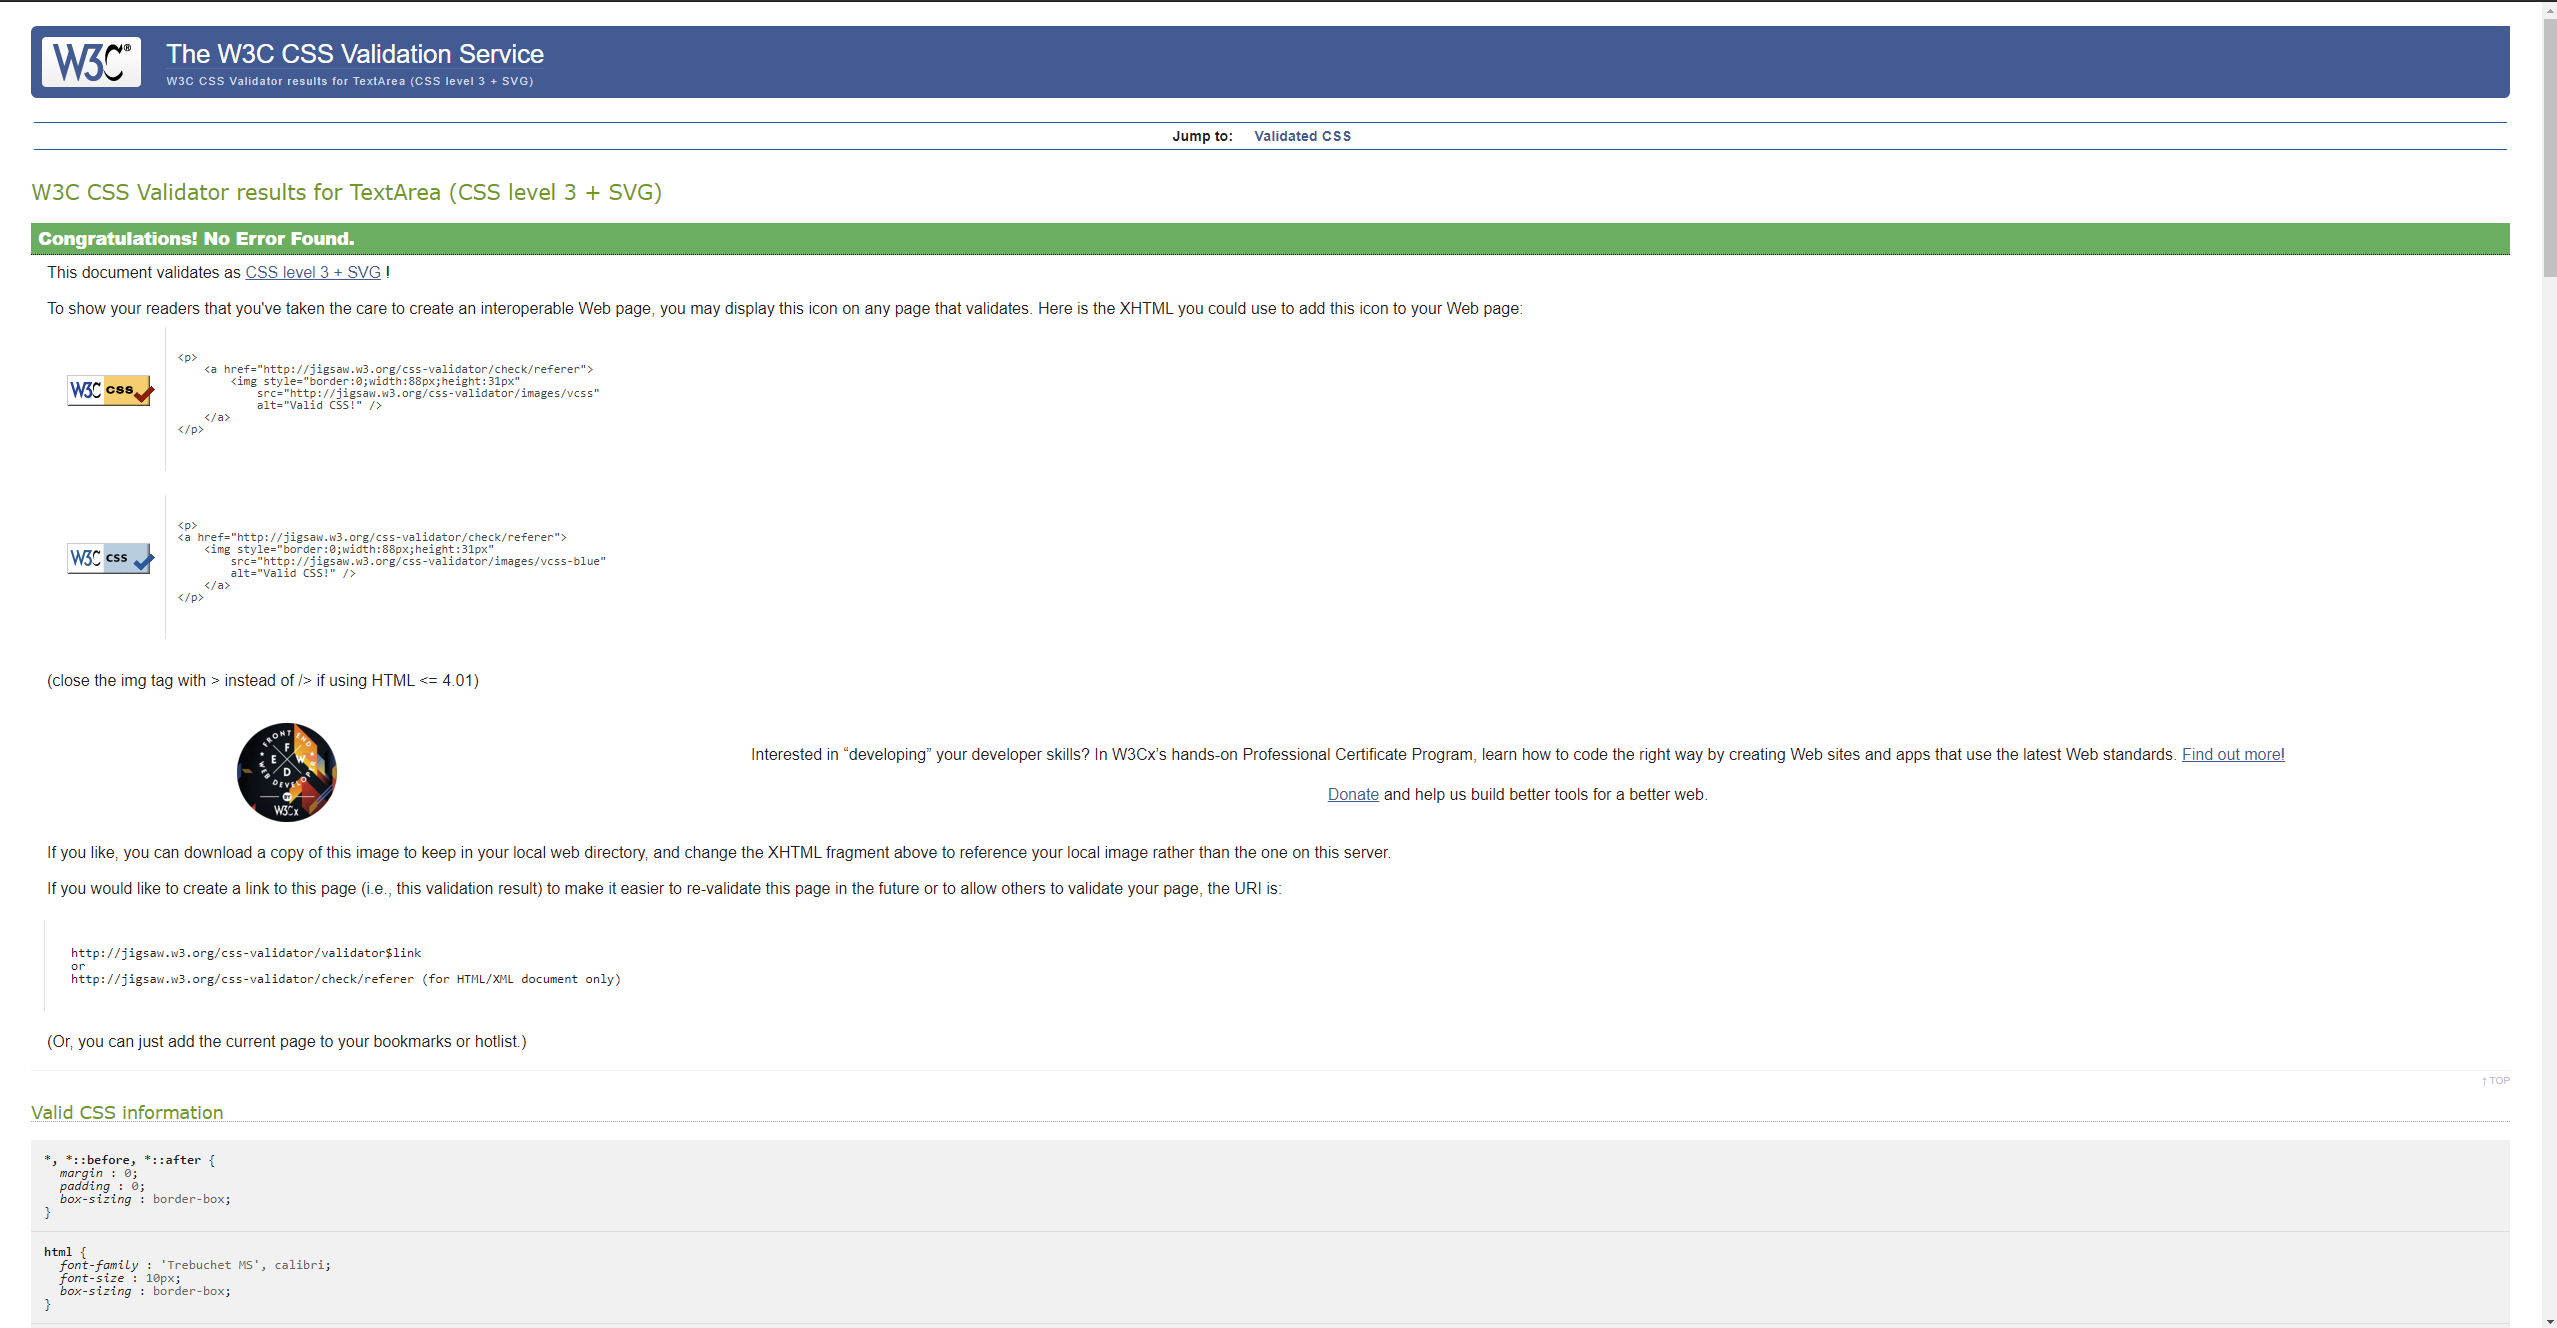 W3C®
The W3C CSS Validation Service
W3C CSS Validator results for TextArea (CSS level 3 + SVG)
Jump to: Validated CSS
W3C CSS Validator results for TextArea (CSS level 3 + SVG)
Congratulations! No Error Found.
This document validates as CSS level 3 + SVG !
To show your readers that you've taken the care to create an interoperable Web page, you may display this icon on any page that validates. Here is the XHTML you could use to add this icon to your Web page:
W3C css
<p>
<a href="http://jigsaw.w3.org/css-validator/check/referer">
<img style="border:0;width:88px;height:31px"
src="http://jigsaw.w3.org/css-validator/images/vcss"
alt="Valid CSS!" />
</a>
</p>
W3C css
<p>
<a href="http://jigsaw.w3.org/css-validator/check/referer">
<img style="border:0;width:88px;height:31px"
src="http://jigsaw.w3.org/css-validator/images/vcss-blue"
alt="Valid CSS!" />
</a>
</p>
(close the img tag with > instead of /> if using HTML <= 4.01)
FRONT END
F
E W
D
WEB DEVELOPER
BY
W3Cx
Interested in “developing” your developer skills? In W3Cx’s hands-on Professional Certificate Program, learn how to code the right way by creating Web sites and apps that use the latest Web standards. Find out more!
Donate and help us build better tools for a better web.
If you like, you can download a copy of this image to keep in your local web directory, and change the XHTML fragment above to reference your local image rather than the one on this server.
If you would like to create a link to this page (i.e., this validation result) to make it easier to re-validate this page in the future or to allow others to validate your page, the URI is:
http://jigsaw.w3.org/css-validator/validator$link
or
http://jigsaw.w3.org/css-validator/check/referer (for HTML/XML document only)
(Or, you can just add the current page to your bookmarks or hotlist.)
↑ TOP
Valid CSS information
*, *::before, *::after {
margin : 0;
padding : 0;
box-sizing : border-box;
}
html {
font-family : 'Trebuchet MS', calibri;
font-size : 10px;
box-sizing : border-box;
}